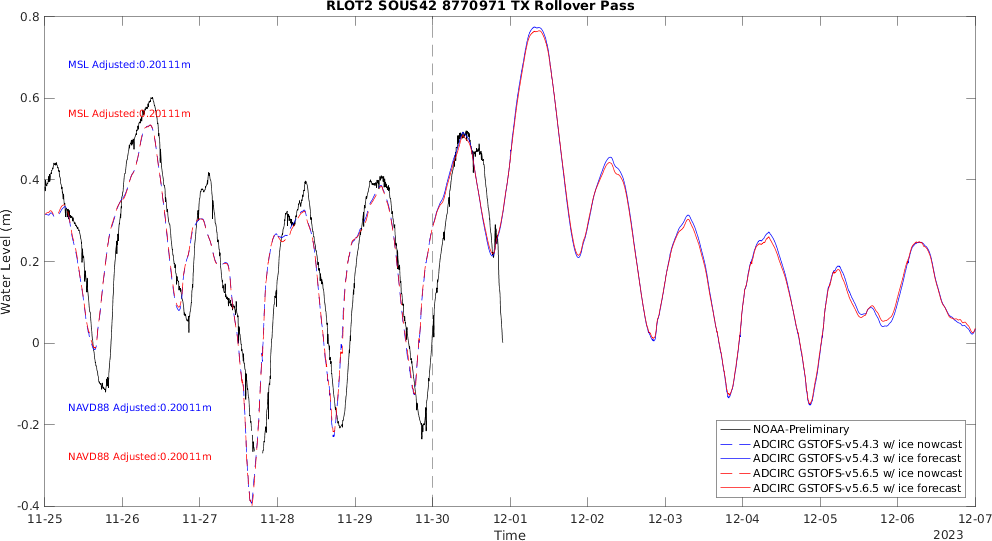 RLOT2 SOUS42 8770971 TX Rollover Pass
0.8
MSL Adjusted:0.20111m
0.6
MSL Adjusted:0.20111m
0.4
Water Level (m)
0.2
0
-0.2
NAVD88 Adjusted:0.20011m
NAVD88 Adjusted:0.20011m
-0.4
NOAA-Preliminary
ADCIRC GSTOFS-v5.4.3 w/ ice nowcast
ADCIRC GSTOFS-v5.4.3 w/ ice forecast
ADCIRC GSTOFS-v5.6.5 w/ ice nowcast
ADCIRC GSTOFS-v5.6.5 w/ ice forecast
11-25 11-26 11-27 11-28 11-29 11-30 12-01 12-02 12-03 12-04 12-05 12-06 12-07
Time
2023